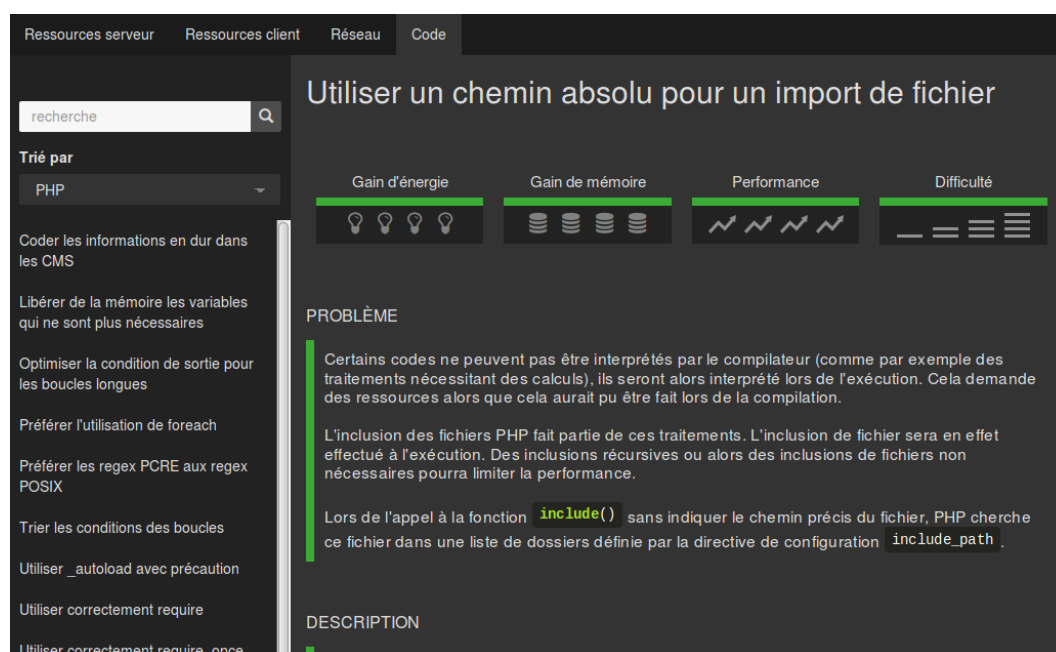 Ressources serveur Ressources client Réseau Code
Utiliser un chemin absolu pour un import de fichier
recherche
Trié par
PHP
Gain d'énergie Gain de mémoire Performance Difficulté
Coder les informations en dur dans
les CMS
Libérer de la mémoire les variables
qui ne sont plus nécessaires
Optimiser la condition de sortie pour
les boucles longues
Préférer l'utilisation de foreach
Préférer les regex PCRE aux regex
POSIX
Trier les conditions des boucles
Utiliser _autoload avec précaution
Utiliser correctement require
Utiliser correctement require_once
PROBLÈME
Certains codes ne peuvent pas être interprétés par le compilateur (comme par exemple des
traitements nécessitant des calculs), ils seront alors interprété lors de l'exécution. Cela demande
des ressources alors que cela aurait pu être fait lors de la compilation.
L'inclusion des fichiers PHP fait partie de ces traitements. L'inclusion de fichier sera en effet
effectué à l'exécution. Des inclusions récursives ou alors des inclusions de fichiers non
nécessaires pourra limiter la performance.
Lors de l'appel à la fonction include() sans indiquer le chemin précis du fichier, PHP cherche
ce fichier dans une liste de dossiers définie par la directive de configuration include_path .
DESCRIPTION